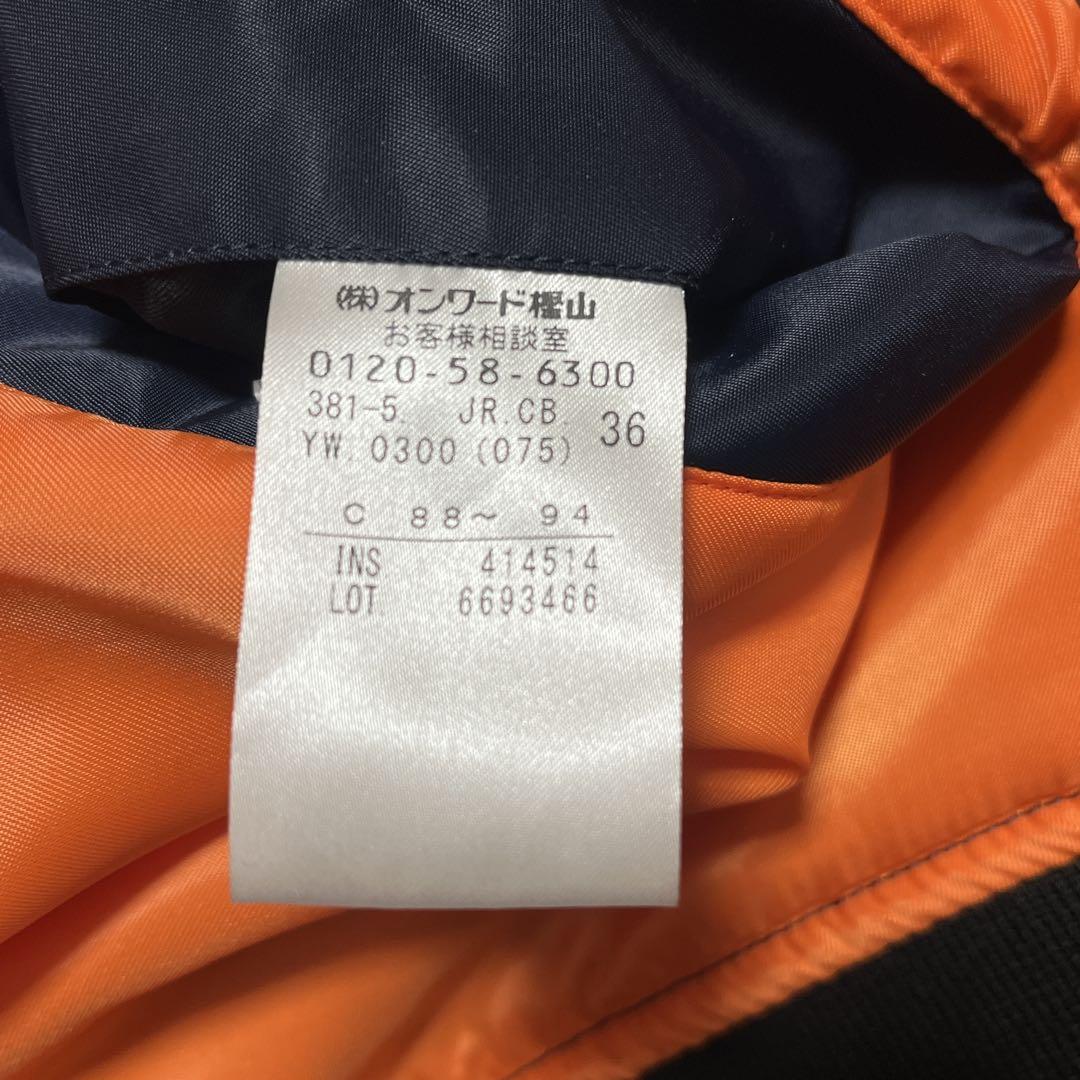 ㈱オンワード樫山
お客様相談室
0120-58-6300
381-5. JR.CB. 36
YW. 0300 (075)
C 88〜 94
INS 414514
LOT. 6693466